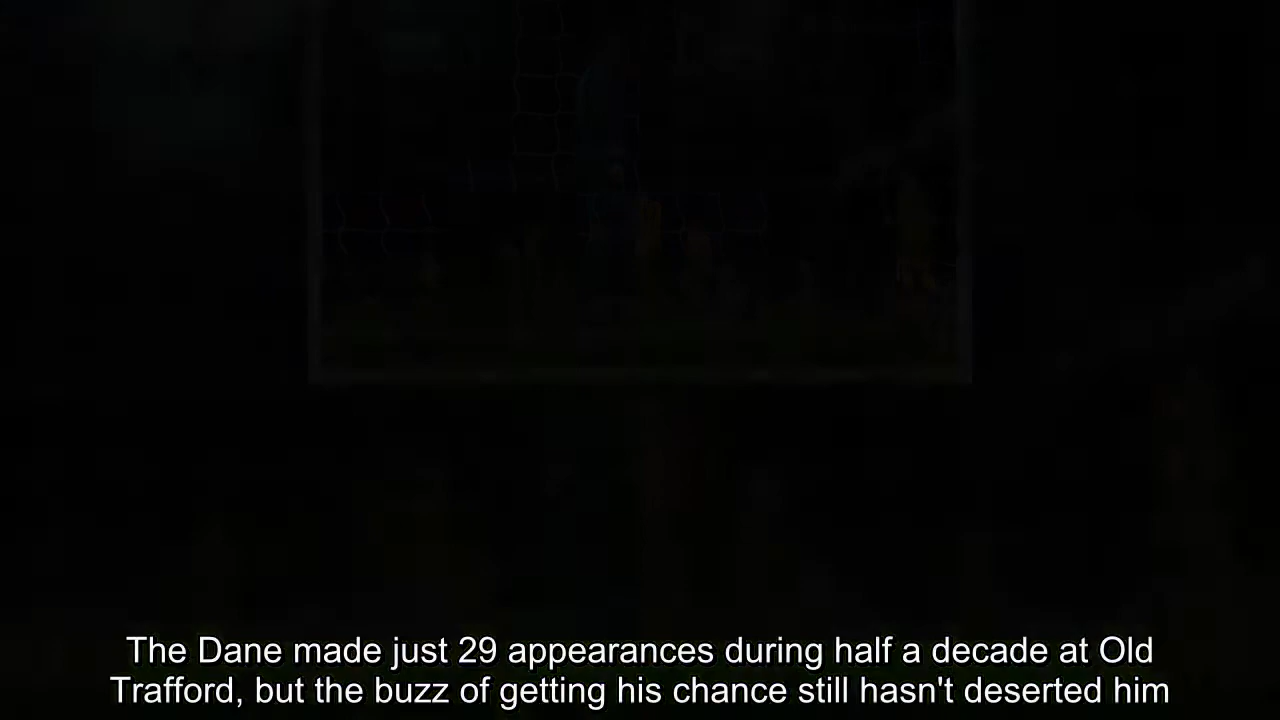 The Dane made just 29 appearances during half a decade at Old
Trafford, but the buzz of getting his chance still hasn't deserted him